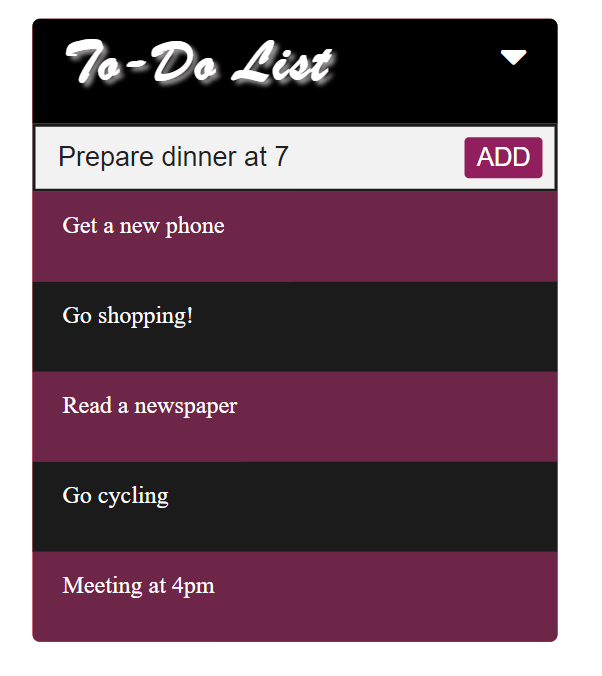 To-Do List
Prepare dinner at 7 ADD
Get a new phone
Go shopping!
Read a newspaper
Go cycling
Meeting at 4pm